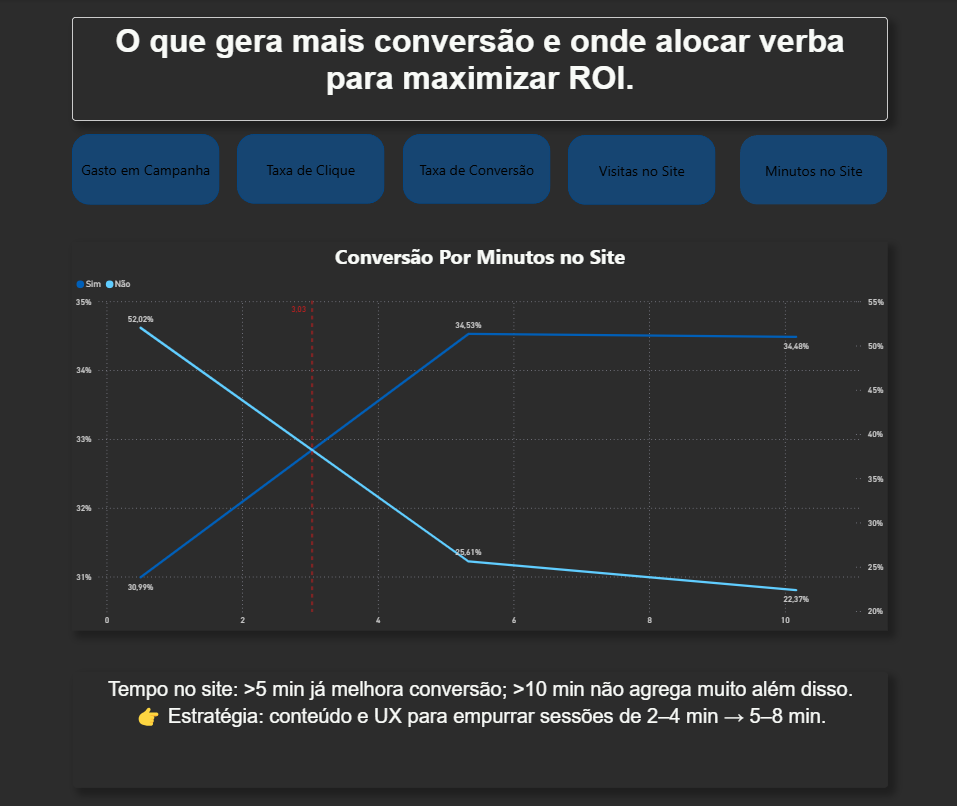 O que gera mais conversão e onde alocar verba
para maximizar ROI.
Gasto em Campanha
Taxa de Clique
Taxa de Conversão
Visitas no Site
Minutos no Site
Conversão Por Minutos no Site
Sim Não
35%
34%
33%
32%
31%
55%
50%
45%
40%
35%
30%
25%
20%
3,03
52,02%
34,53%
34,48%
30,99%
25,61%
22,37%
0 2 4 6 8 10
Tempo no site: >5 min já melhora conversão; >10 min não agrega muito além disso.
👉 Estratégia: conteúdo e UX para empurrar sessões de 2–4 min → 5–8 min.